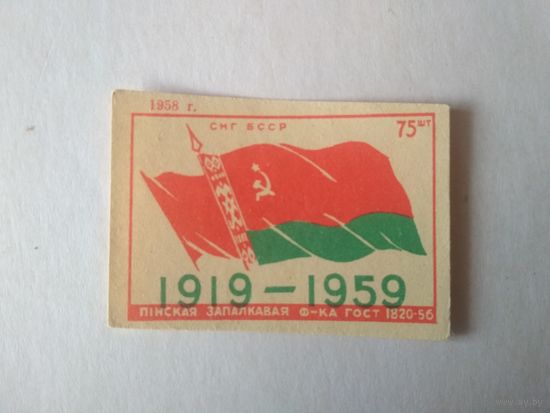 1958 г.
СНГ БССР
75 шт
1919 — 1959
ПІНСКАЯ ЗАПАЛКАВАЯ Ф-КА ГОСТ 1820-56